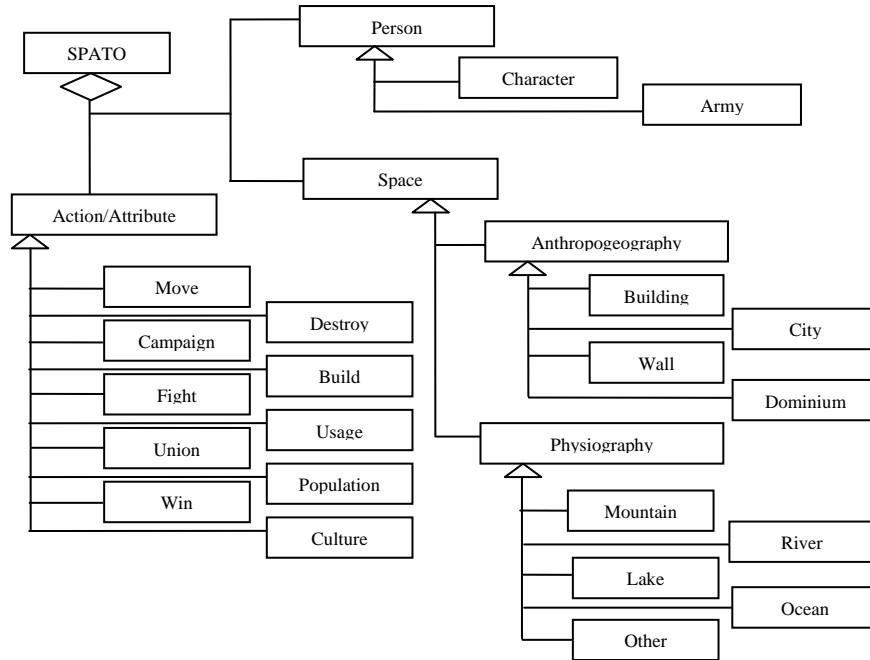 Person
SPATO
Character
Army
Space
Action/Attribute
Anthropogeography
Move
Building
Destroy
City
Campaign
Wall
Build
Fight
Dominium
Usage
Union
Physiography
Population
Win
Mountain
Culture
River
Lake
Ocean
Other